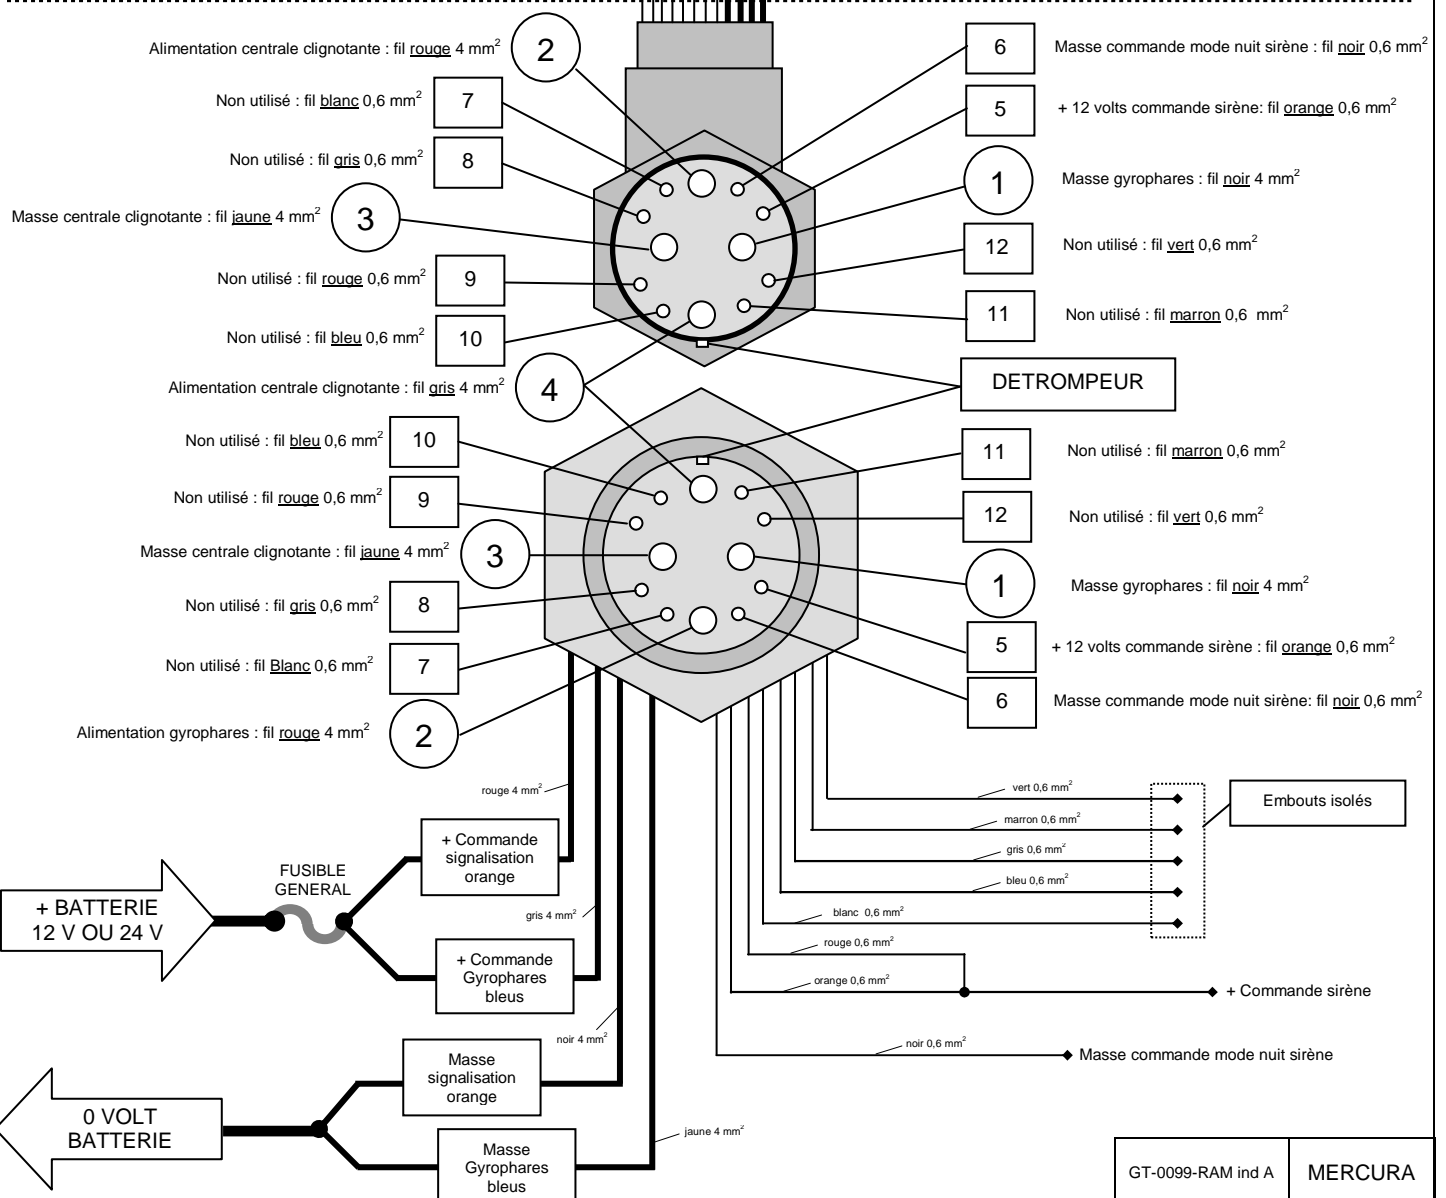 Alimentation centrale clignotante : fil rouge 4 mm²
2
6
Masse commande mode nuit sirène : fil noir 0,6 mm²
Non utilisé : fil blanc 0,6 mm²
7
5
+ 12 volts commande sirène: fil orange 0,6 mm²
Non utilisé : fil gris 0,6 mm²
8
1
Masse gyrophares : fil noir 4 mm²
Masse centrale clignotante : fil jaune 4 mm²
3
12
Non utilisé : fil vert 0,6 mm²
Non utilisé : fil rouge 0,6 mm²
9
11
Non utilisé : fil marron 0,6 mm²
Non utilisé : fil bleu 0,6 mm²
10
DETROMPEUR
Alimentation centrale clignotante : fil gris 4 mm²
4
Non utilisé : fil bleu 0,6 mm²
10
11
Non utilisé : fil marron 0,6 mm²
Non utilisé : fil rouge 0,6 mm²
9
12
Non utilisé : fil vert 0,6 mm²
Masse centrale clignotante : fil jaune 4 mm²
3
1
Masse gyrophares : fil noir 4 mm²
Non utilisé : fil gris 0,6 mm²
8
5
+ 12 volts commande sirène : fil orange 0,6 mm²
Non utilisé : fil Blanc 0,6 mm²
7
6
Masse commande mode nuit sirène: fil noir 0,6 mm²
Alimentation gyrophares : fil rouge 4 mm²
2
rouge 4 mm²
vert 0,6 mm²
Embouts isolés
marron 0,6 mm²
+ Commande
signalisation
orange
gris 0,6 mm²
FUSIBLE
GENERAL
bleu 0,6 mm²
+ BATTERIE
12 V OU 24 V
gris 4 mm²
blanc 0,6 mm²
rouge 0,6 mm²
+ Commande
Gyrophares
bleus
orange 0,6 mm²
+ Commande sirène
noir 4 mm²
noir 0,6 mm²
Masse commande mode nuit sirène
Masse
signalisation
orange
0 VOLT
BATTERIE
jaune 4 mm²
Masse
Gyrophares
bleus
GT-0099-RAM ind A
MERCURA